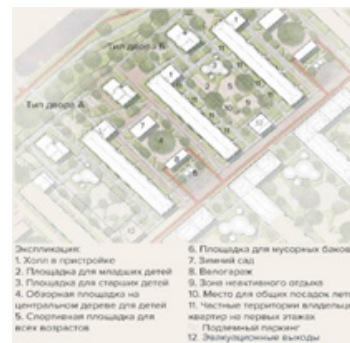 Тип двора Б
Тип двора А
Экспликация:
1. Холл в пристройке
2. Площадка для младших детей
3. Площадка для старших детей
4. Обзорная площадка на
центральном дереве для детей
5. Спортивная площадка для
всех возрастов
6. Площадка для мусорных баков
7. Зимний сад
8. Велогараж
9. Зона неактивного отдыха
10. Место для общих посадок
11. Частные территории
квартир на первых этажах
Подземный паркинг
12. Эвакуационные выходы